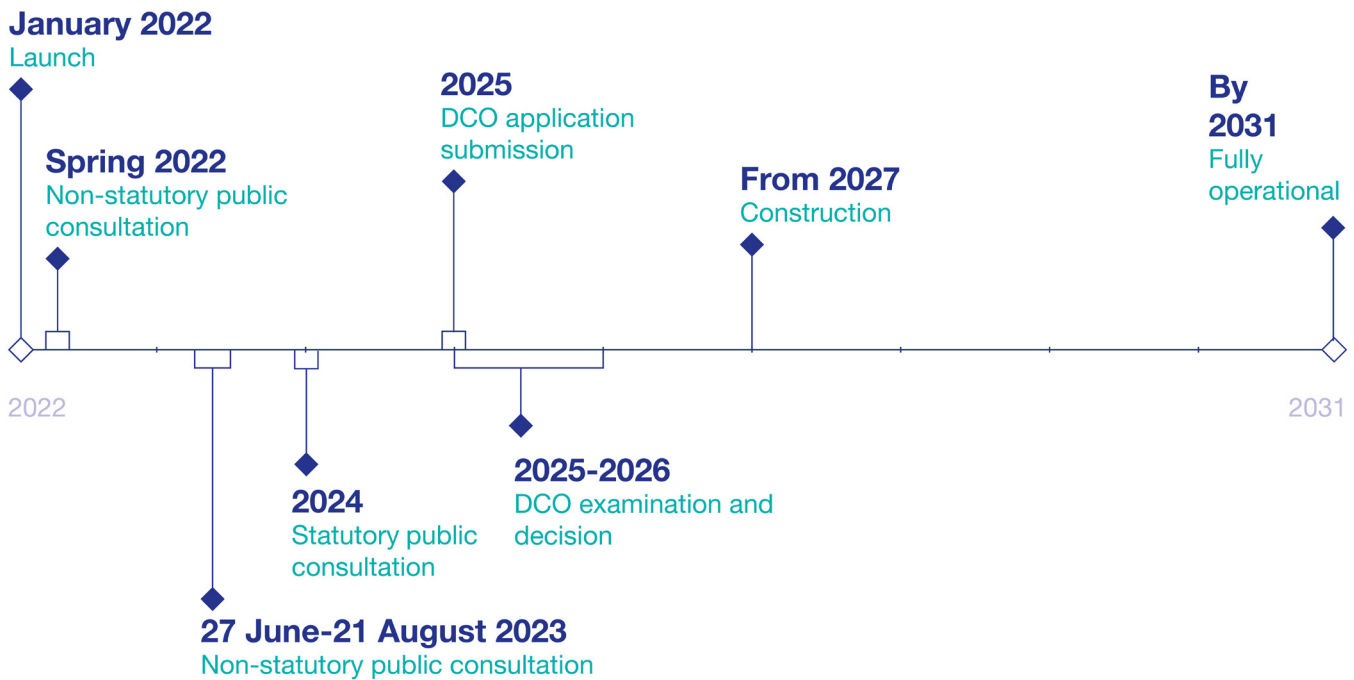 January 2022
Launch
Spring 2022
Non-statutory public
consultation
2025
DCO application
submission
From 2027
Construction
By
2031
Fully
operational
2022
2031
27 June-21 August 2023
Non-statutory public consultation
2024
Statutory public
consultation
2025-2026
DCO examination and
decision